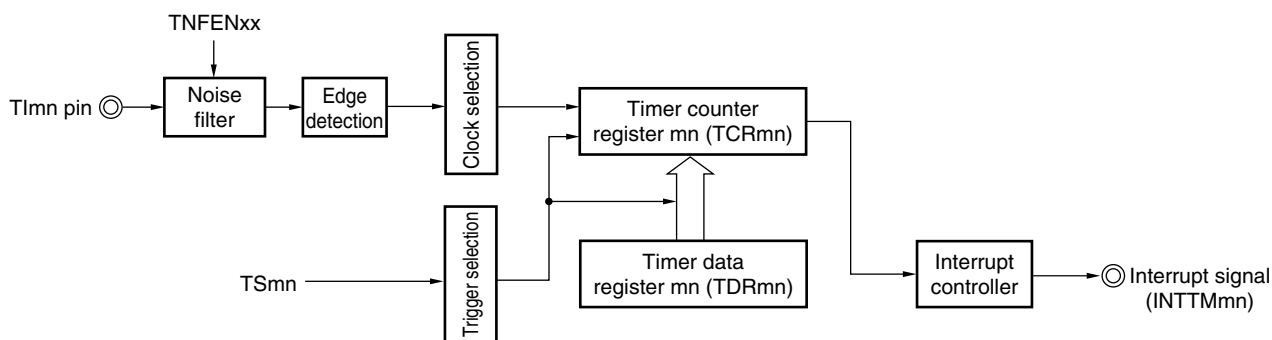 TNFENxx
TImn pin
Noise
filter
Edge
detection
Clock selection
Timer counter
register mn (TCRmn)
TSmn
Trigger selection
Timer data
register mn (TDRmn)
Interrupt
controller
Interrupt signal
(INTTMmn)